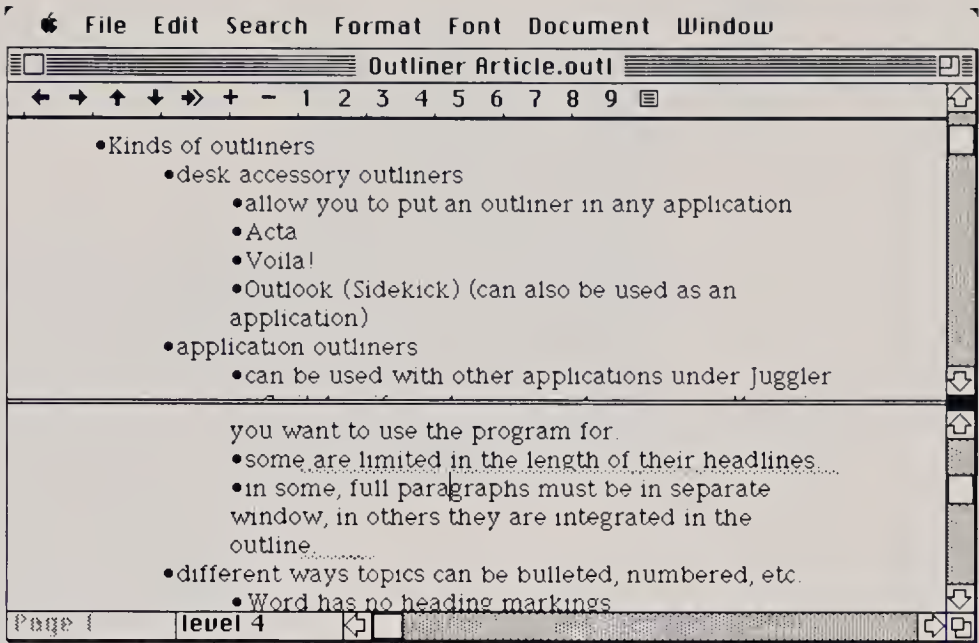 File Edit Search Format Font Document Window
Outliner Article.outl
+ - 1 2 3 4 5 6 7 8 9
•Kinds of outliners
•desk accessory outliners
•allow you to put an outliner in any application
•Acta
•Voila!
•Outlook (Sidekick) (can also be used as an
application)
•application outliners
•can be used with other applications under Juggler
you want to use the program for.
•some are limited in the length of their headlines.
•in some, full paragraphs must be in separate
window, in others they are integrated in the
outline.
•different ways topics can be bulleted, numbered, etc.
•Word has no heading markings
Page 1 level 4